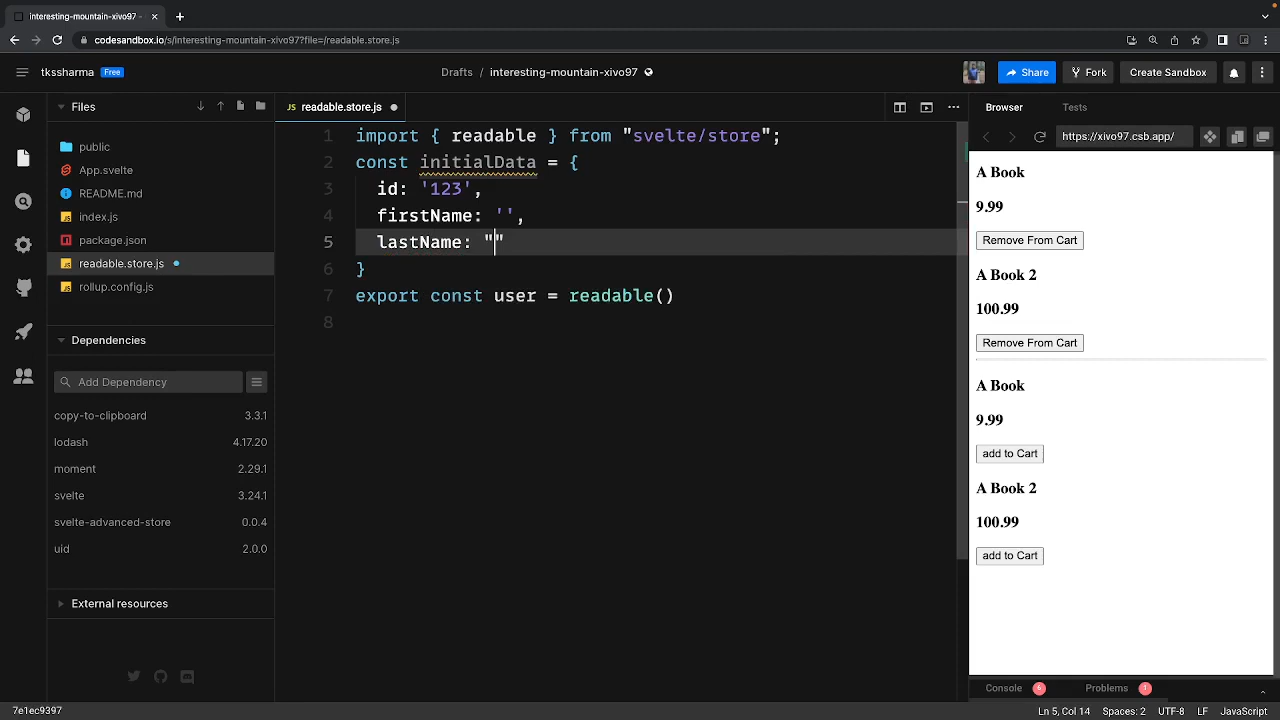 interesting-mountain-xivo97
codesandbox.io/s/interesting-mountain-xivo97?file=/readable.store.js
tkssharma
Free
Drafts / interesting-mountain-xivo97
Share
Fork
Create Sandbox
Files
public
App.svelte
README.md
index.js
package.json
readable.store.js
rollup.config.js
Dependencies
Add Dependency
copy-to-clipboard 3.3.1
lodash 4.17.20
moment 2.29.1
svelte 3.24.1
svelte-advanced-store 0.0.4
uid 2.0.0
External resources
JS readable.store.js
1 import { readable } from "svelte/store";
2 const initialData = {
3 id: '123',
4 firstName: '',
5 lastName: ""
6 }
7 export const user = readable()
8
Browser
Tests
https://xivo97.csb.app/
A Book
9.99
Remove From Cart
A Book 2
100.99
Remove From Cart
A Book
9.99
add to Cart
A Book 2
100.99
add to Cart
Console 6
Problems 1
7e1ec9397
Ln 5, Col 14
Spaces: 2
UTF-8
LF
JavaScript